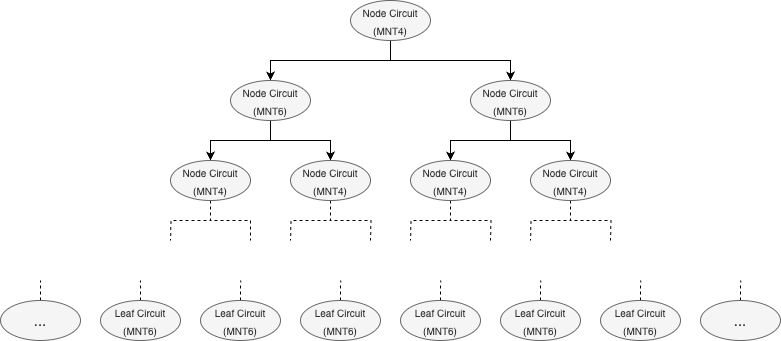 Node Circuit
(MNT4)
Node Circuit
(MNT6)
Node Circuit
(MNT6)
Node Circuit
(MNT4)
Node Circuit
(MNT4)
Node Circuit
(MNT4)
Node Circuit
(MNT4)
...
Leaf Circuit
(MNT6)
Leaf Circuit
(MNT6)
Leaf Circuit
(MNT6)
Leaf Circuit
(MNT6)
Leaf Circuit
(MNT6)
Leaf Circuit
(MNT6)
...